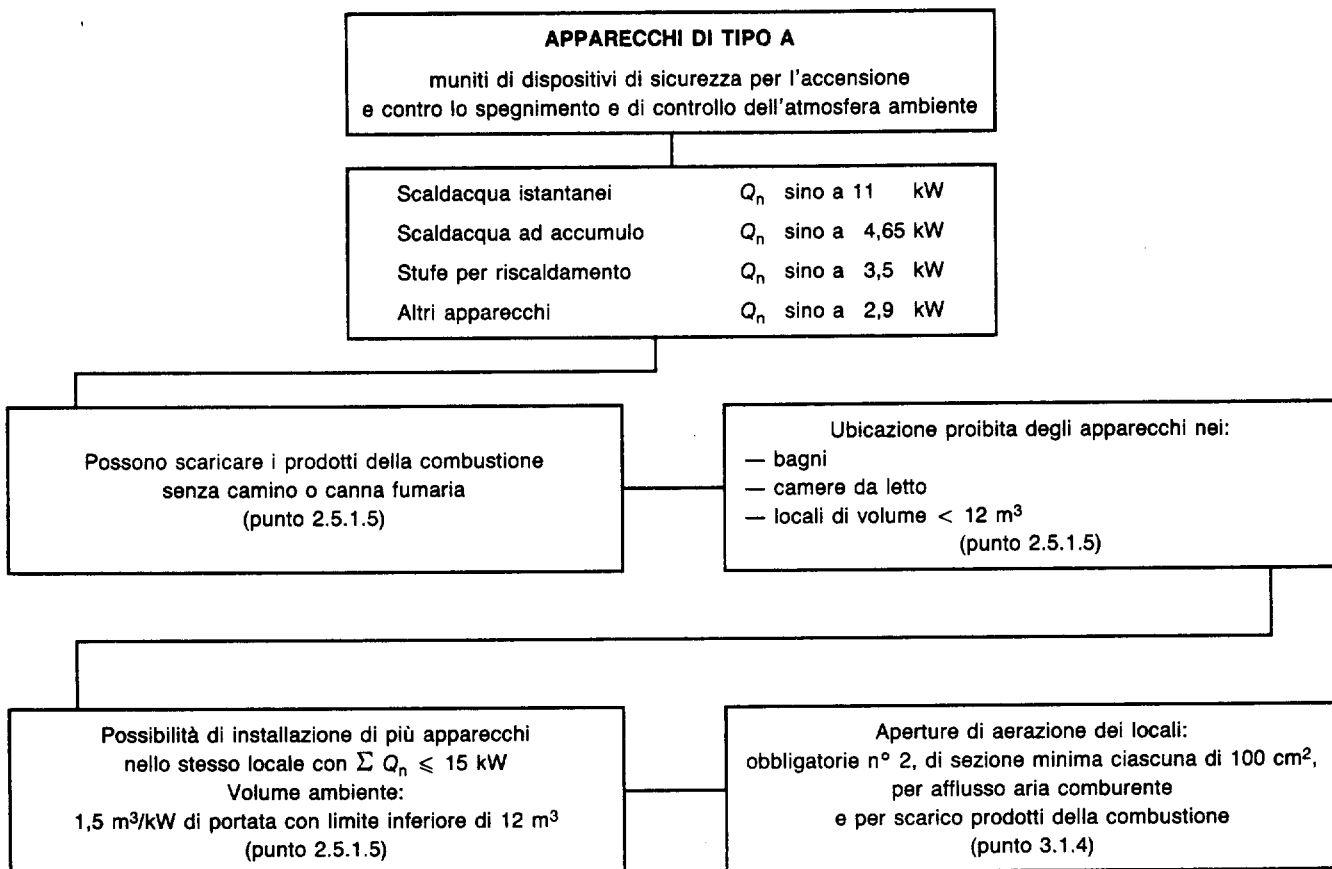 APPARECCHI DI TIPO A
muniti di dispositivi di sicurezza per l'accensione
e contro lo spegnimento e di controllo dell'atmosfera ambiente
Scaldacqua istantanei Qn sino a 11 kW
Scaldacqua ad accumulo Qn sino a 4,65 kW
Stufe per riscaldamento Qn sino a 3,5 kW
Altri apparecchi Qn sino a 2,9 kW
Possono scaricare i prodotti della combustione
senza camino o canna fumaria
(punto 2.5.1.5)
Ubicazione proibita degli apparecchi nei:
— bagni
— camere da letto
— locali di volume < 12 m³
(punto 2.5.1.5)
Possibilità di installazione di più apparecchi
nello stesso locale con Σ Qn ⩽ 15 kW
Volume ambiente:
1,5 m³/kW di portata con limite inferiore di 12 m³
(punto 2.5.1.5)
Aperture di aerazione dei locali:
obbligatorie n° 2, di sezione minima ciascuna di 100 cm²,
per afflusso aria comburente
e per scarico prodotti della combustione
(punto 3.1.4)